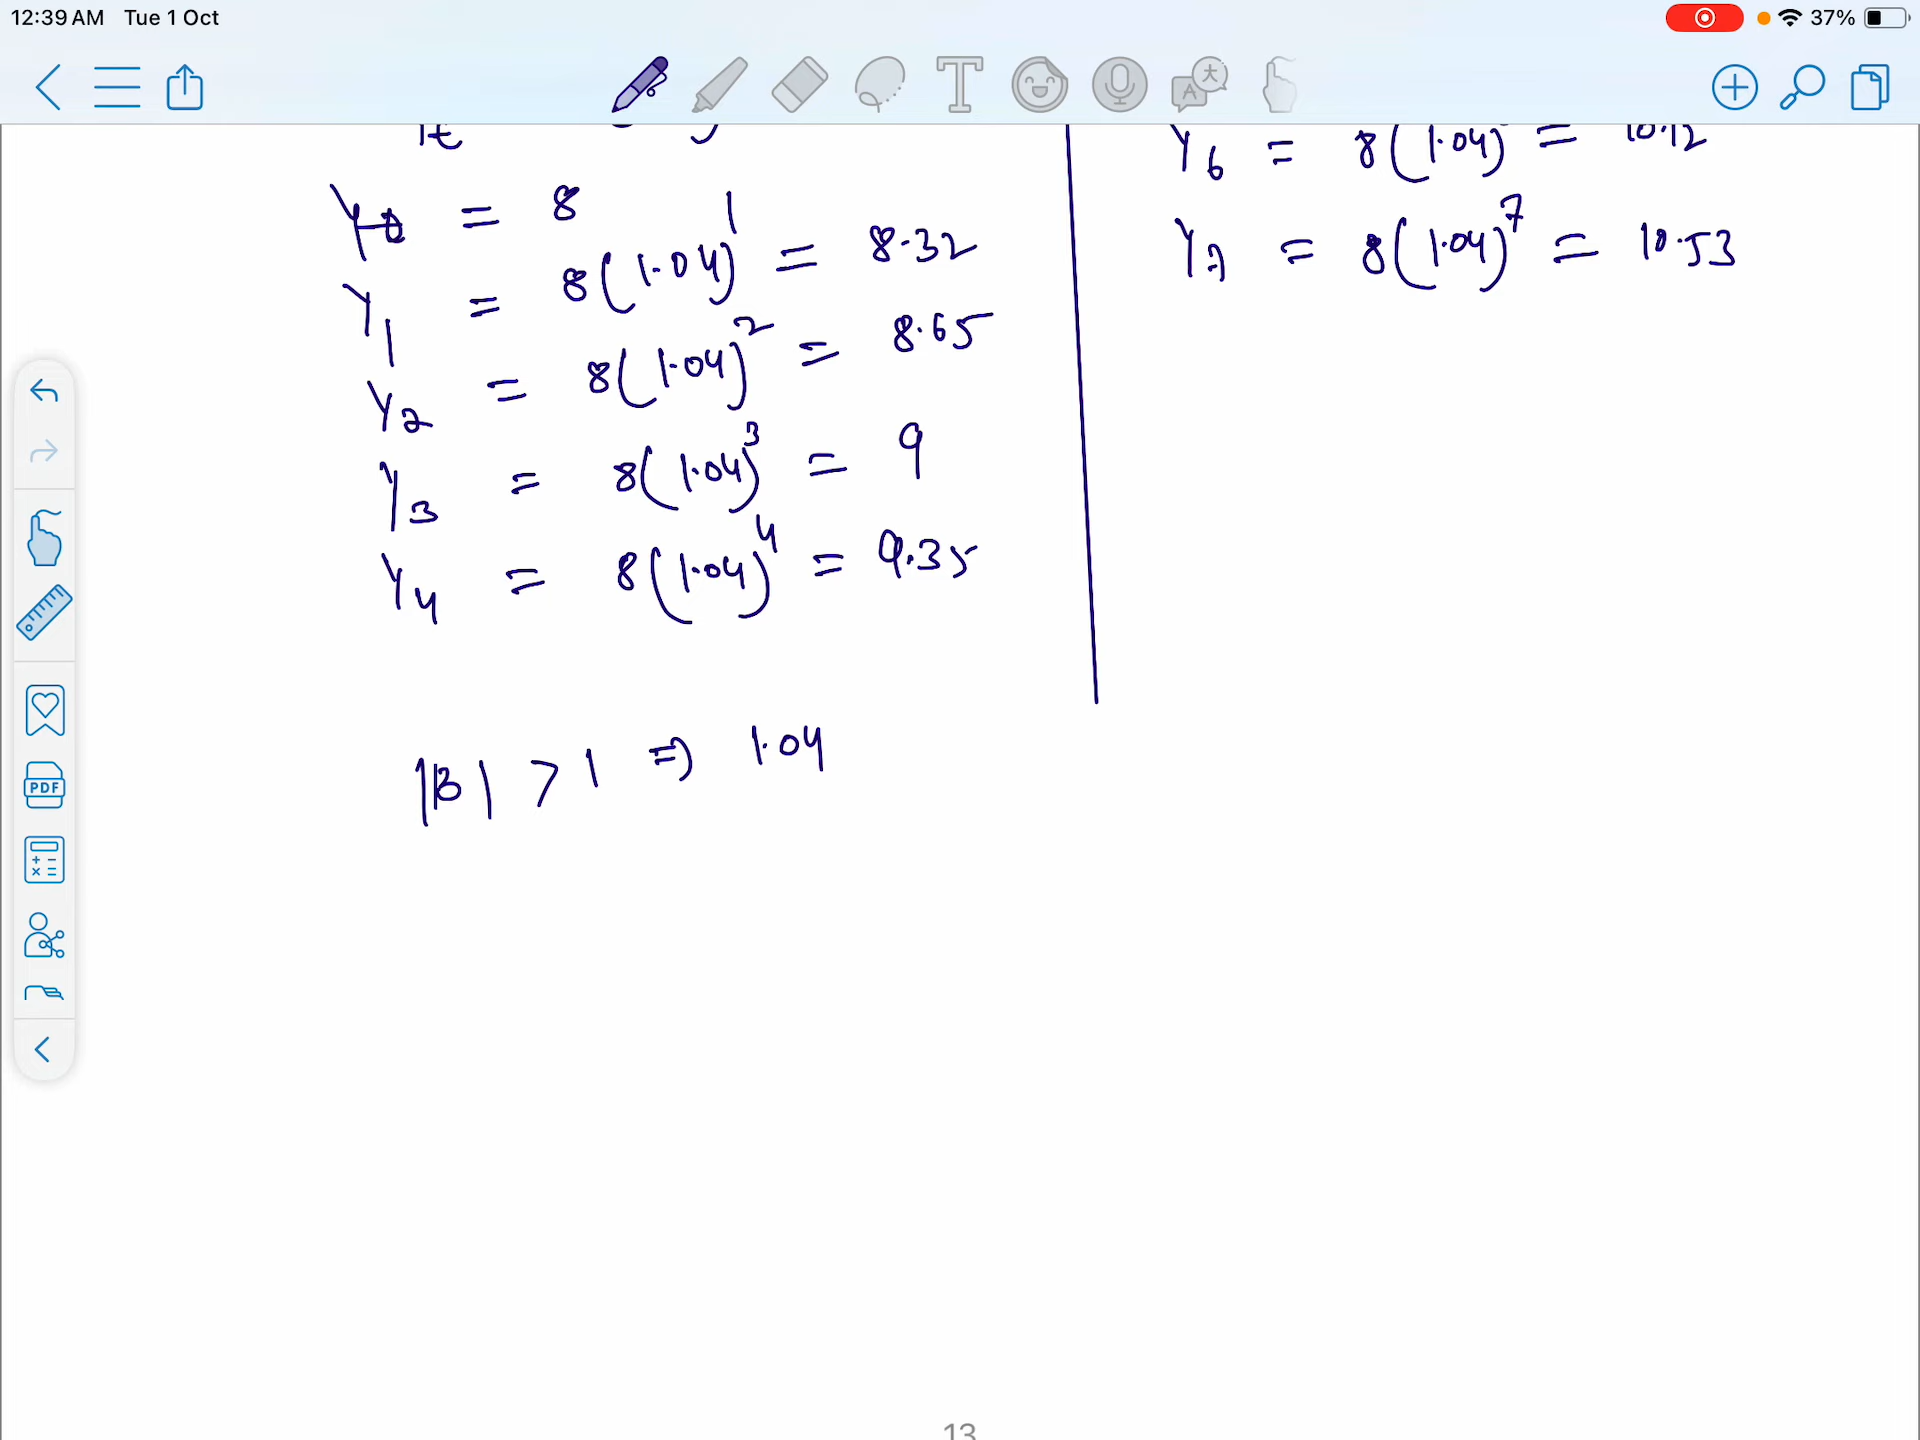 12:39 AM Tue 1 Oct
37%
Y0 = 8
Y1 = 8(1.04)^1 = 8.32
Y2 = 8(1.04)^2 = 8.65
Y3 = 8(1.04)^3 = 9
Y4 = 8(1.04)^4 = 9.35
|B| > 1 => 1.04
Y6 = 8(1.04) = 10.12
Y7 = 8(1.04)^7 = 10.53
PDF
13